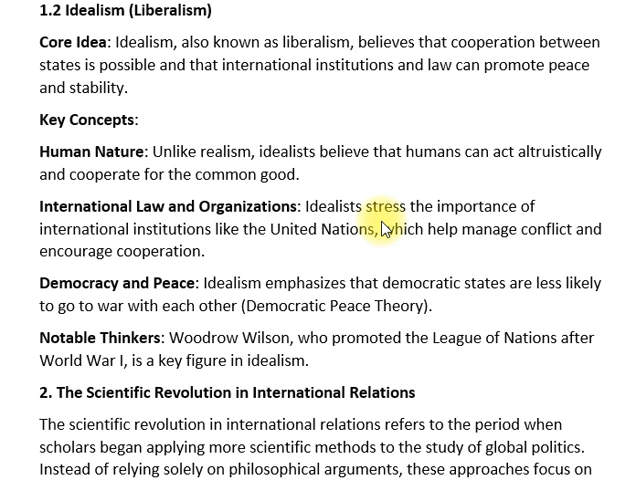 1.2 Idealism (Liberalism)
Core Idea: Idealism, also known as liberalism, believes that cooperation between
states is possible and that international institutions and law can promote peace
and stability.
Key Concepts:
Human Nature: Unlike realism, idealists believe that humans can act altruistically
and cooperate for the common good.
International Law and Organizations: Idealists stress the importance of
international institutions like the United Nations, which help manage conflict and
encourage cooperation.
Democracy and Peace: Idealism emphasizes that democratic states are less likely
to go to war with each other (Democratic Peace Theory).
Notable Thinkers: Woodrow Wilson, who promoted the League of Nations after
World War I, is a key figure in idealism.
2. The Scientific Revolution in International Relations
The scientific revolution in international relations refers to the period when
scholars began applying more scientific methods to the study of global politics.
Instead of relying solely on philosophical arguments, these approaches focus on